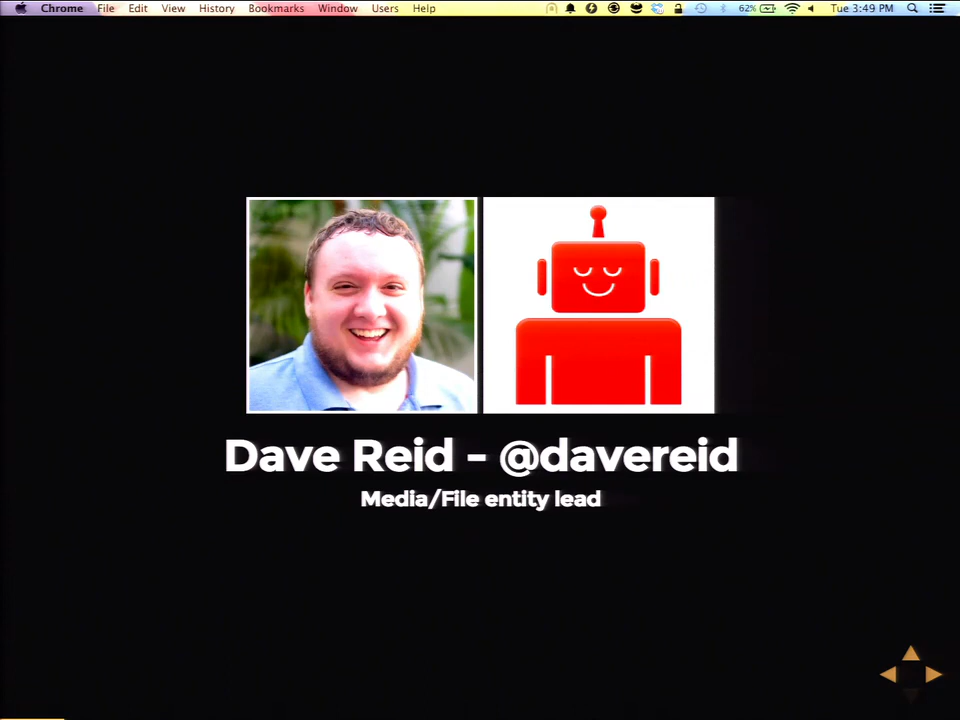 Chrome File Edit View History Bookmarks Window Users Help 62% Tue 3:49 PM
Dave Reid - @davereid
Media/File entity lead